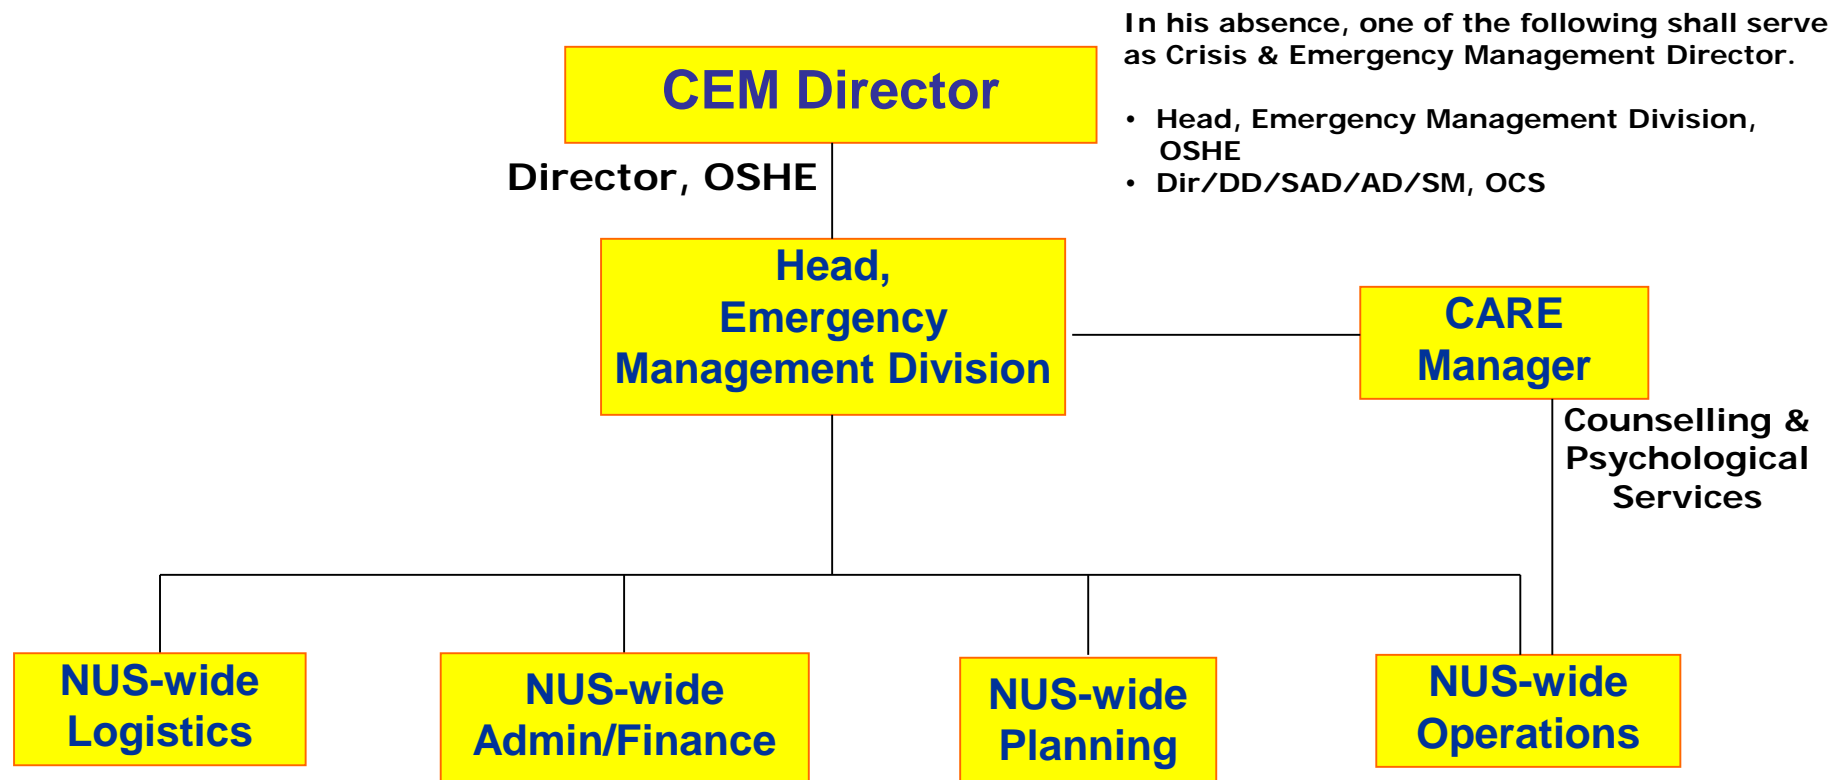 In his absence, one of the following shall serve
as Crisis & Emergency Management Director.
• Head, Emergency Management Division,
OSHE
• Dir/DD/SAD/AD/SM, OCS
CEM Director
Director, OSHE
Head,
Emergency
Management Division
CARE
Manager
Counselling &
Psychological
Services
NUS-wide
Logistics
NUS-wide
Admin/Finance
NUS-wide
Planning
NUS-wide
Operations